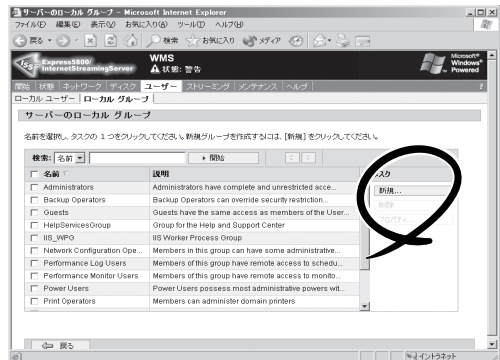 サーバーのローカル グループ - Microsoft Internet Explorer
ファイル(F) 編集(E) 表示(V) お気に入り(A) ツール(T) ヘルプ(H)
戻る 検索 お気に入り メディア
Express5800/
InternetStreamingServer
WMS
状態: 警告
Microsoft®
Windows®
Powered
開始 | 状態 | ネットワーク | ディスク | ユーザー | ストリーミング | メンテナンス | ヘルプ | ?
ローカル ユーザー | ローカル グループ |
サーバーのローカル グループ
名前を選択し、タスクの 1 つをクリックしてください。新規グループを作成するには、[新規] をクリックしてください。
検索: 名前 開始
名前 説明 タスク
Administrators Administrators have complete and unrestricted acce...
新規...
Backup Operators Backup Operators can override security restriction...
削除
Guests Guests have the same access as members of the User...
プロパティ...
HelpServicesGroup Group for the Help and Support Center
IIS_WPG IIS Worker Process Group
Network Configuration Ope... Members in this group can have some administrative...
Performance Log Users Members of this group have remote access to schedu...
Performance Monitor Users Members of this group have remote access to monito...
Power Users Power Users possess most administrative powers wit...
Print Operators Members can administer domain printers
戻る
イントラネット